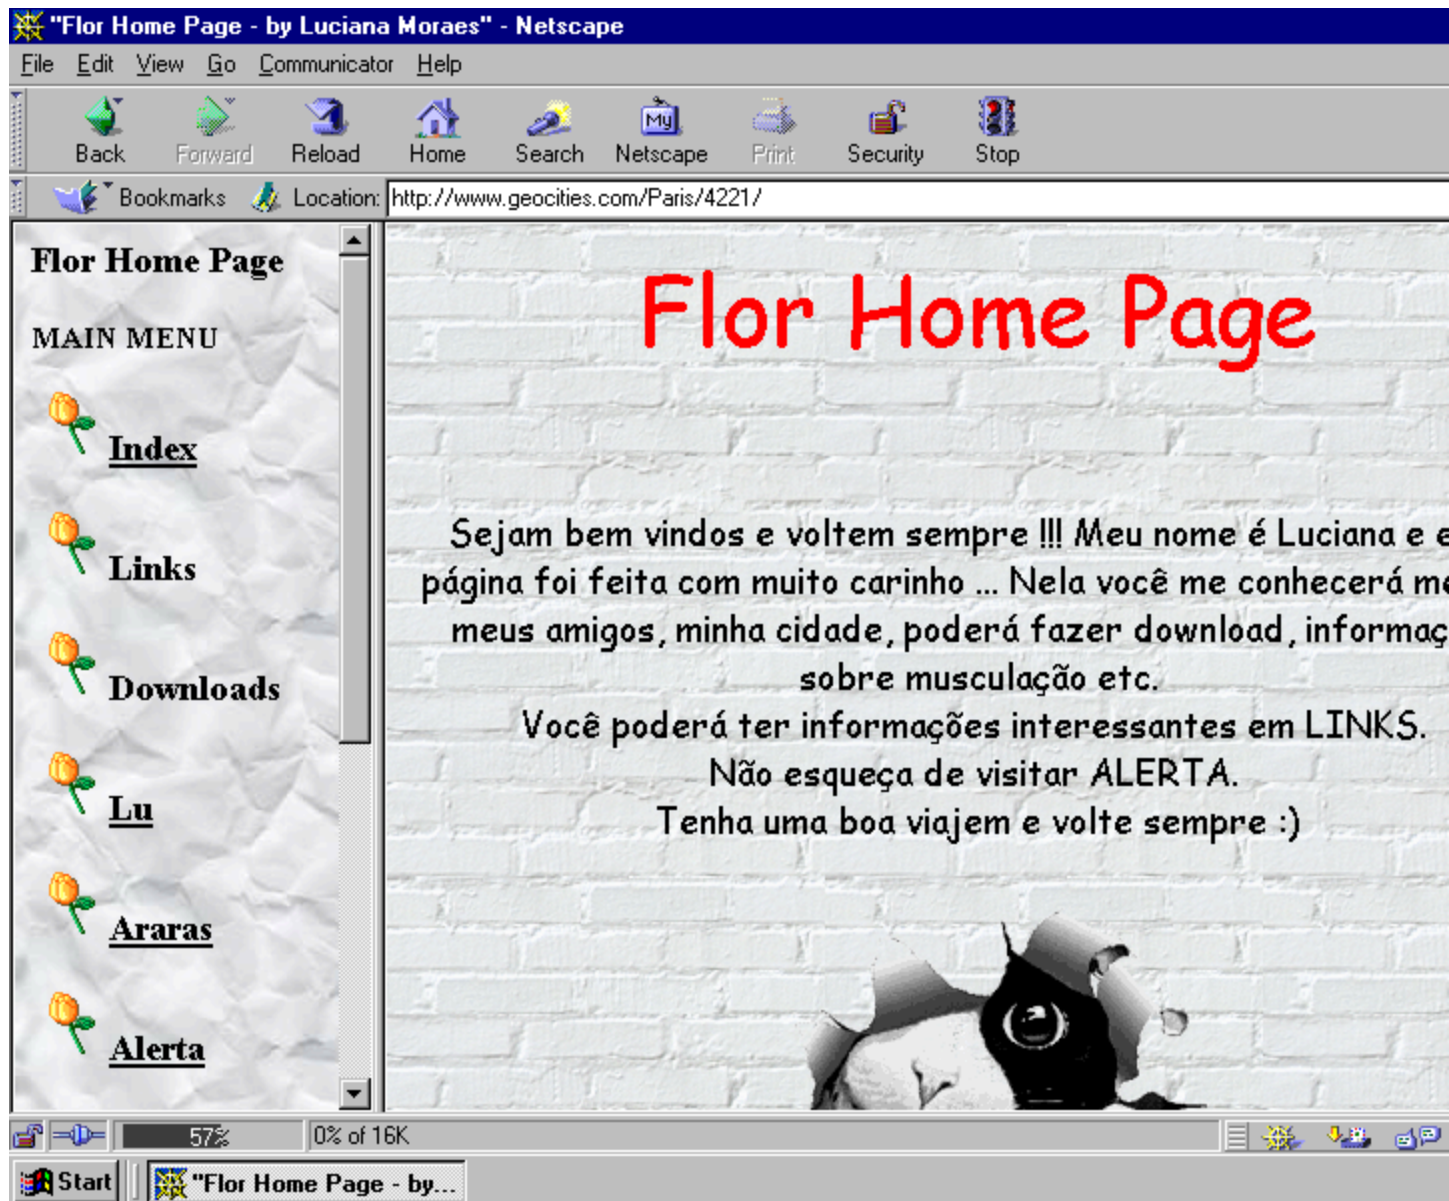 "Flor Home Page - by Luciana Moraes" - Netscape
File Edit View Go Communicator Help
Back Forward Reload Home Search Netscape Print Security Stop
My
Bookmarks Location: http://www.geocities.com/Paris/4221/
Flor Home Page
MAIN MENU
Index
Links
Downloads
Lu
Araras
Alerta
Flor Home Page
Sejam bem vindos e voltem sempre !!! Meu nome é Luciana e
página foi feita com muito carinho ... Nela você me conhecerá
meus amigos, minha cidade, poderá fazer download,
sobre musculação etc.
Você poderá ter informações interessantes em LINKS.
Não esqueça de visitar ALERTA.
Tenha uma boa viajem e volte sempre :)
57% 0% of 16K
Start "Flor Home Page - by...